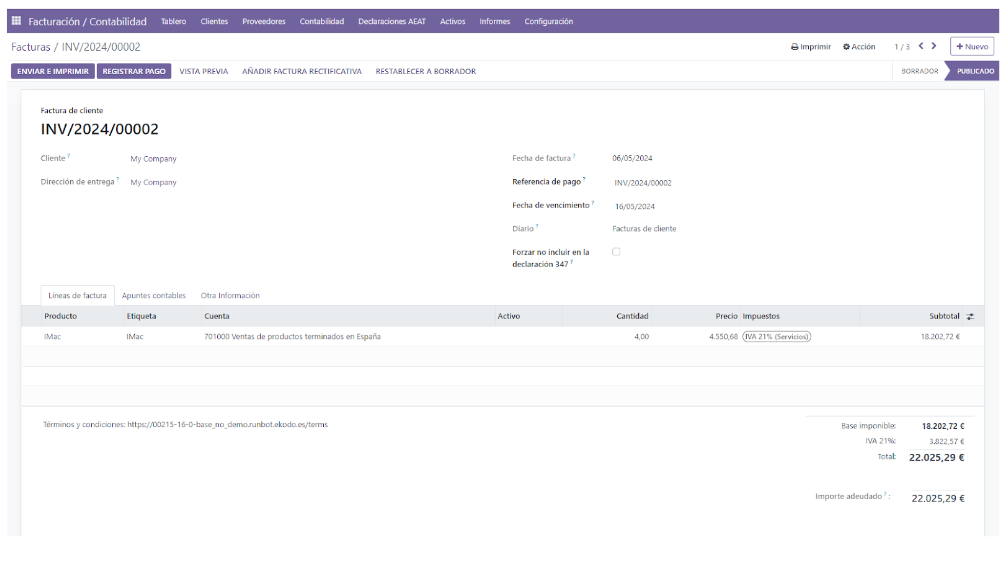 Facturación / Contabilidad Tablero Clientes Proveedores Contabilidad Declaraciones AEAT Activos Informes Configuración
Facturas / INV/2024/00002 Imprimir Acción 1 / 3 + Nuevo
ENVIAR E IMPRIMIR REGISTRAR PAGO VISTA PREVIA AÑADIR FACTURA RECTIFICATIVA RESTABLECER A BORRADOR BORRADOR PUBLICADO
Factura de cliente
INV/2024/00002
Cliente ? My Company Fecha de factura ? 06/05/2024
Dirección de entrega ? My Company Referencia de pago ? INV/2024/00002
Fecha de vencimiento ? 16/05/2024
Diario ? Facturas de cliente
Forzar no incluir en la
declaración 347 ?
Líneas de factura Apuntes contables Otra Información
Producto Etiqueta Cuenta Activo Cantidad Precio Impuestos Subtotal
IMac IMac 701000 Ventas de productos terminados en España 4,00 4.550,68 IVA 21% (Servicios) 18.202,72 €
Términos y condiciones: https://00215-16-0-base_no_demo.runbot.ekodo.es/terms Base imponible: 18.202,72 €
IVA 21%: 3.822,57 €
Total: 22.025,29 €
Importe adeudado ? : 22.025,29 €